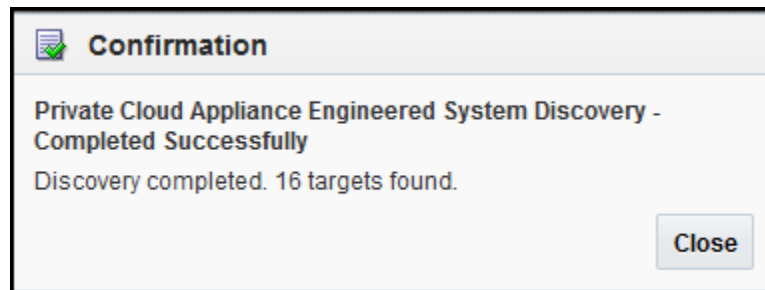 Confirmation
Private Cloud Appliance Engineered System Discovery -
Completed Successfully
Discovery completed. 16 targets found.
Close